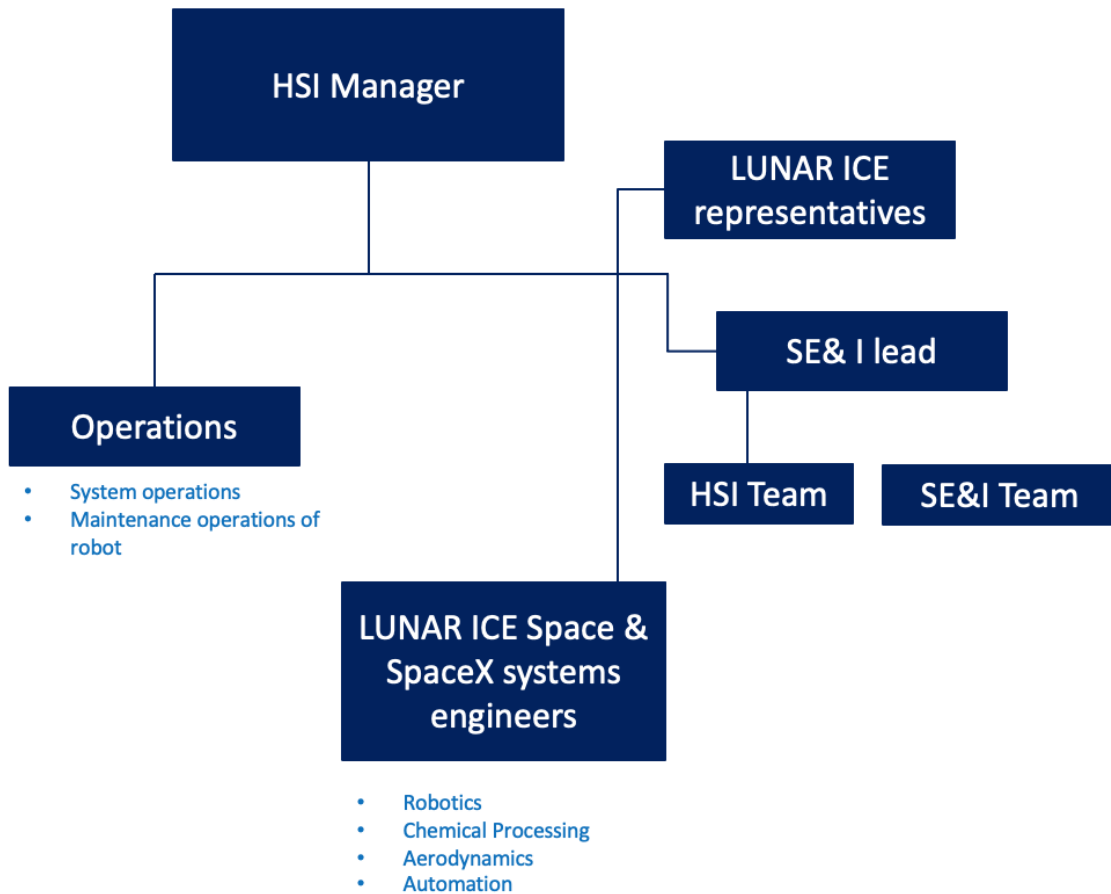 HSI Manager
LUNAR ICE
representatives
SE& I lead
Operations
• System operations
• Maintenance operations of
robot
HSI Team
SE&I Team
LUNAR ICE Space &
SpaceX systems
engineers
• Robotics
• Chemical Processing
• Aerodynamics
• Automation